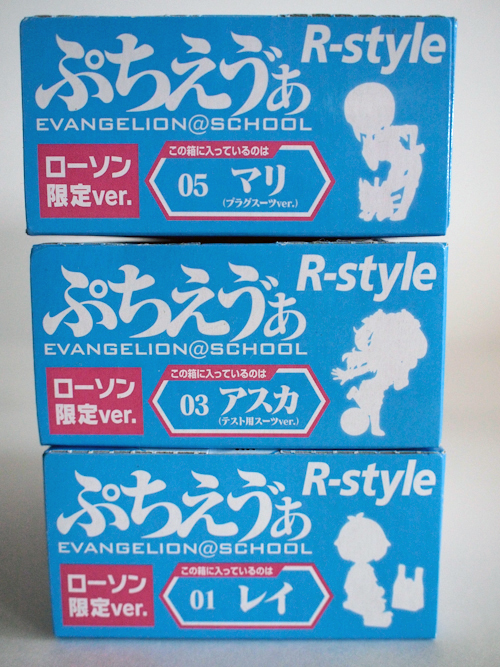 R-style
ぷちえう゛ぁ
EVANGELION@SCHOOL
ローソン
限定ver.
この箱に入っているのは
05 マリ
(プラグスーツver.)
R-style
ぷちえう゛ぁ
EVANGELION@SCHOOL
ローソン
限定ver.
この箱に入っているのは
03 アスカ
(テスト用スーツver.)
R-style
ぷちえう゛ぁ
EVANGELION@SCHOOL
ローソン
限定ver.
この箱に入っているのは
01 レイ